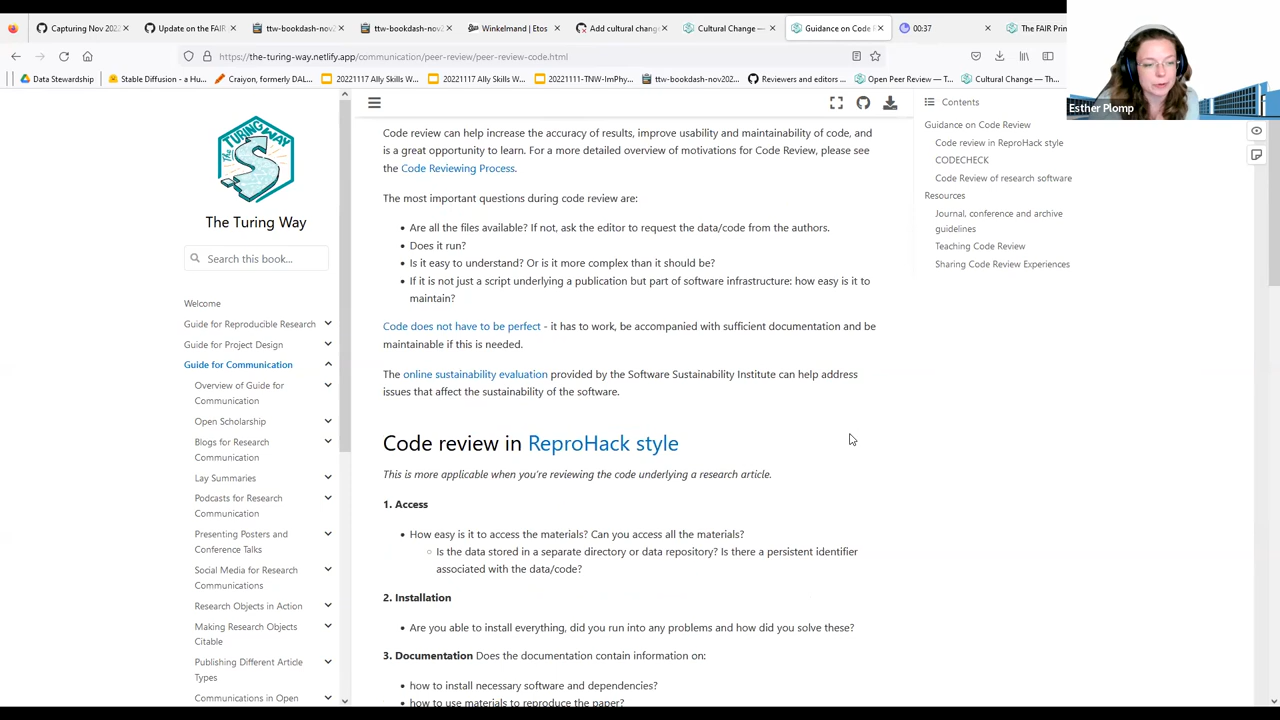 Capturing Nov 2022
Update on the FAIR
ttw-bookdash-nov2
ttw-bookdash-nov2
Winkelmand | Etos
Add cultural change
Cultural Change —
Guidance on Code
00:37
The FAIR Prin
https://the-turing-way.netlify.app/communication/peer-review/peer-review-code.html
Data Stewardship
Stable Diffusion - a Hu...
Craiyon, formerly DAL...
20221117 Ally Skills W...
20221117 Ally Skills W...
20221111-TNW-ImPhy...
ttw-bookdash-nov202...
Reviewers and editors ...
Open Peer Review — T...
Cultural Change — Th...
Esther Plomp
THE TURING WAY
The Turing Way
Search this book...
Welcome
Guide for Reproducible Research
Guide for Project Design
Guide for Communication
Overview of Guide for
Communication
Open Scholarship
Blogs for Research
Communication
Lay Summaries
Podcasts for Research
Communication
Presenting Posters and
Conference Talks
Social Media for Research
Communications
Research Objects in Action
Making Research Objects
Citable
Publishing Different Article
Types
Communications in Open
Code review can help increase the accuracy of results, improve usability and maintainability of code, and
is a great opportunity to learn. For a more detailed overview of motivations for Code Review, please see
the Code Reviewing Process.
The most important questions during code review are:
Are all the files available? If not, ask the editor to request the data/code from the authors.
Does it run?
Is it easy to understand? Or is it more complex than it should be?
If it is not just a script underlying a publication but part of software infrastructure: how easy is it to
maintain?
Code does not have to be perfect - it has to work, be accompanied with sufficient documentation and be
maintainable if this is needed.
The online sustainability evaluation provided by the Software Sustainability Institute can help address
issues that affect the sustainability of the software.
Code review in ReproHack style
This is more applicable when you're reviewing the code underlying a research article.
1. Access
How easy is it to access the materials? Can you access all the materials?
Is the data stored in a separate directory or data repository? Is there a persistent identifier
associated with the data/code?
2. Installation
Are you able to install everything, did you run into any problems and how did you solve these?
3. Documentation Does the documentation contain information on:
how to install necessary software and dependencies?
how to use materials to reproduce the paper?
Contents
Guidance on Code Review
Code review in ReproHack style
CODECHECK
Code Review of research software
Resources
Journal, conference and archive
guidelines
Teaching Code Review
Sharing Code Review Experiences